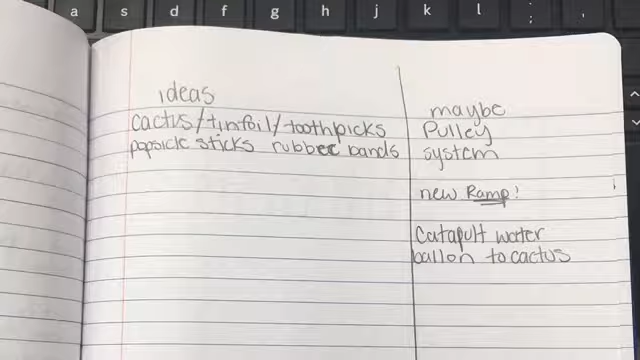 a s d f g h j k l : ;
ideas
cactus/tinfoil/toothpicks
popsicle sticks rubber bands
maybe
Pulley
system
new Ramp!
Catapult water
ballon to cactus